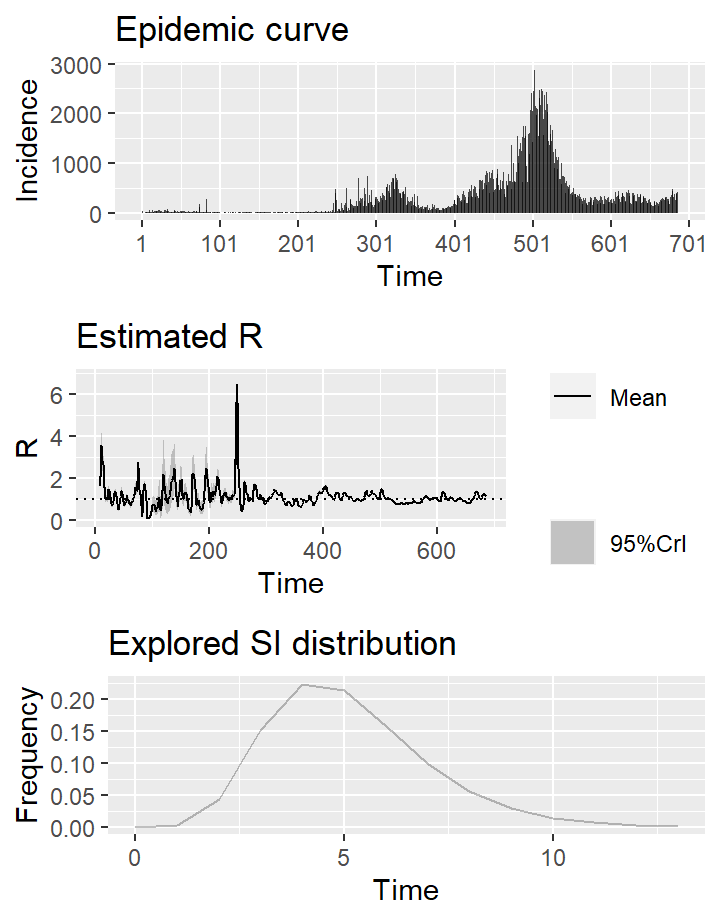 Epidemic curve
3000
2000
1000
0
Incidence
1 101 201 301 401 501 601 701
Time
Estimated R
6
4
2
0
R
0 200 400 600
Time
Mean
95%CrI
Explored SI distribution
0.20
0.15
0.10
0.05
0.00
Frequency
0 5 10
Time